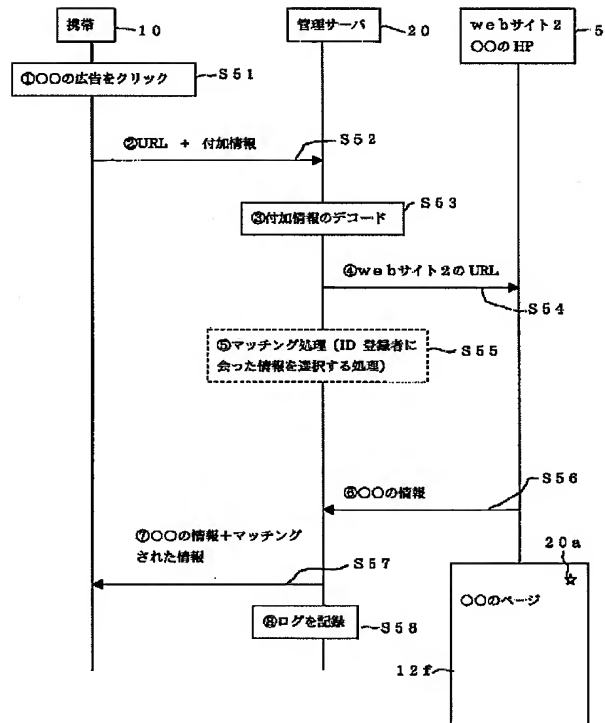 携帯
10
管理サーバ
20
webサイト2
○○のHP
5
①○○の広告をクリック
S51
②URL + 付加情報
S52
③付加情報のデコード
S53
④webサイト2のURL
S54
⑤マッチング処理(ID 登録者に
会った情報を選択する処理)
S55
⑥○○の情報
S56
⑦○○の情報+マッチング
された情報
S57
⑧ログを記録
S58
20a
☆
○○のページ
12f